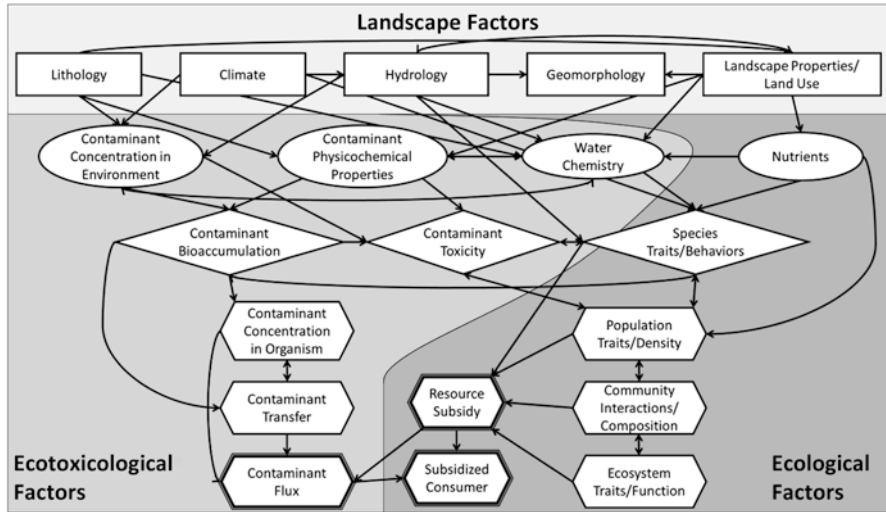 Landscape Factors
Lithology
Climate
Hydrology
Geomorphology
Landscape Properties/
Land Use
Contaminant
Concentration in
Environment
Contaminant
Physicochemical
Properties
Water
Chemistry
Nutrients
Contaminant
Bioaccumulation
Contaminant
Toxicity
Species
Traits/Behaviors
Contaminant
Concentration
in Organism
Population
Traits/Density
Contaminant
Transfer
Resource
Subsidy
Community
Interactions/
Composition
Ecotoxicological
Factors
Contaminant
Flux
Subsidized
Consumer
Ecosystem
Traits/Function
Ecological
Factors